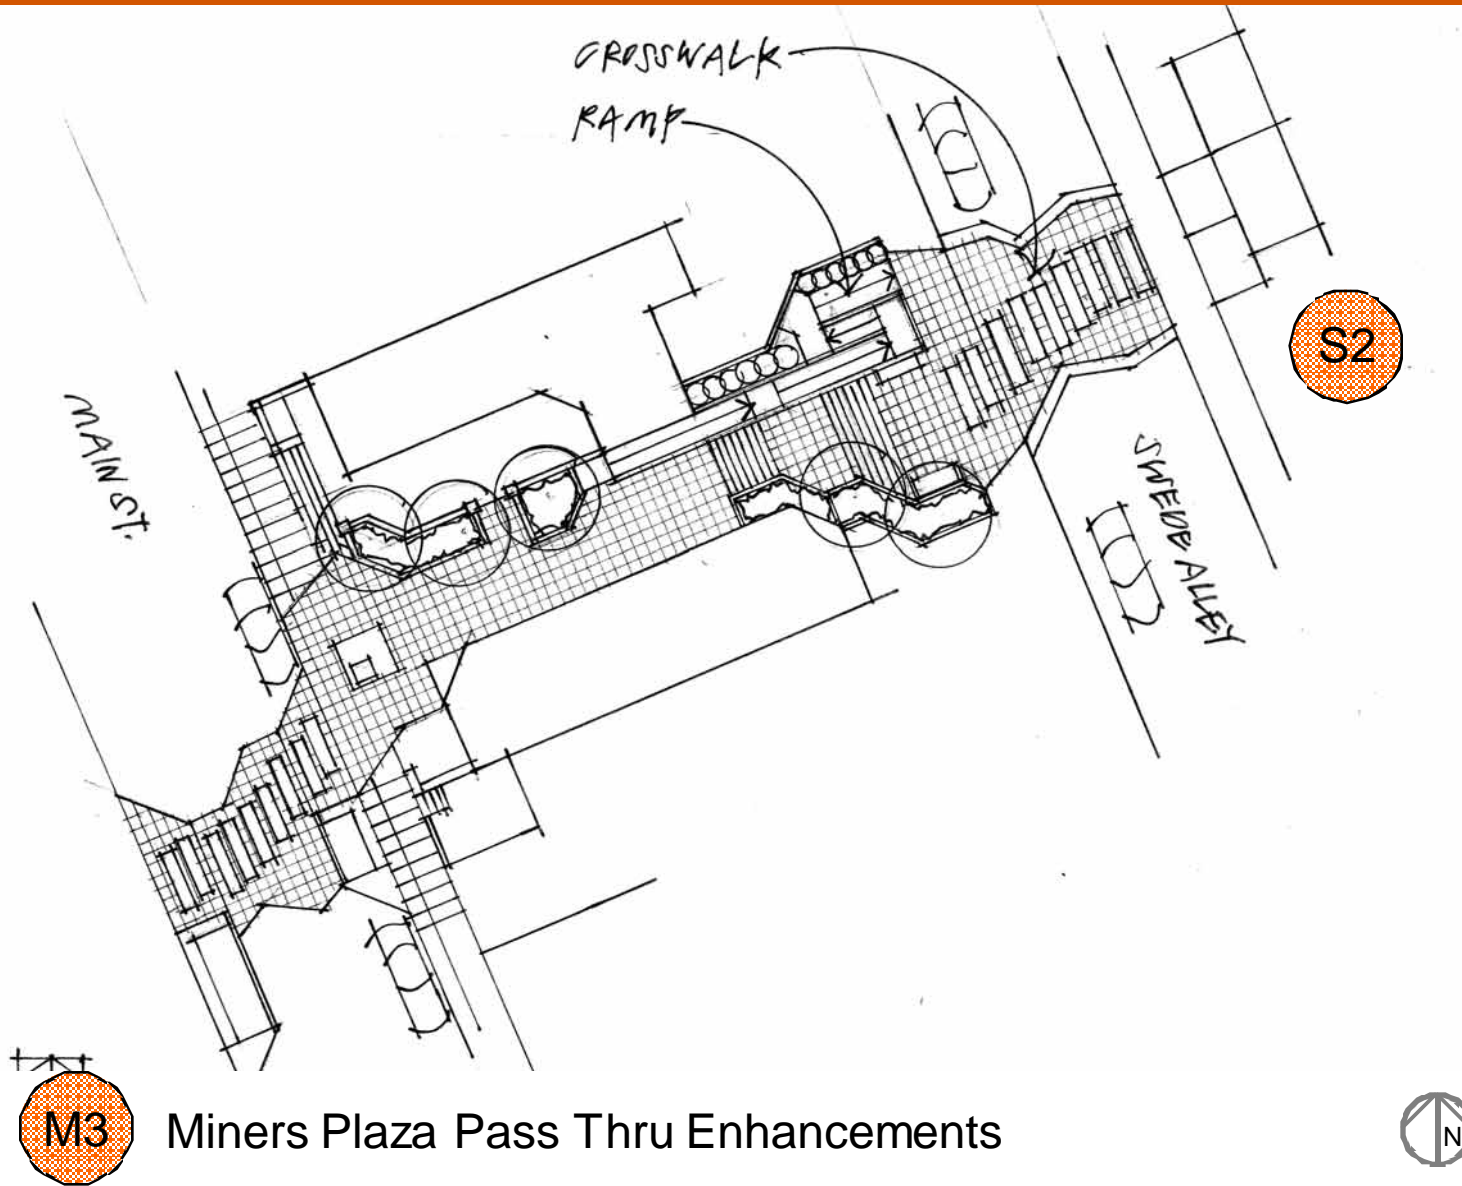 CROSSWALK
RAMP
S2
MAIN ST.
SWEDE ALLEY
M3
Miners Plaza Pass Thru Enhancements
N